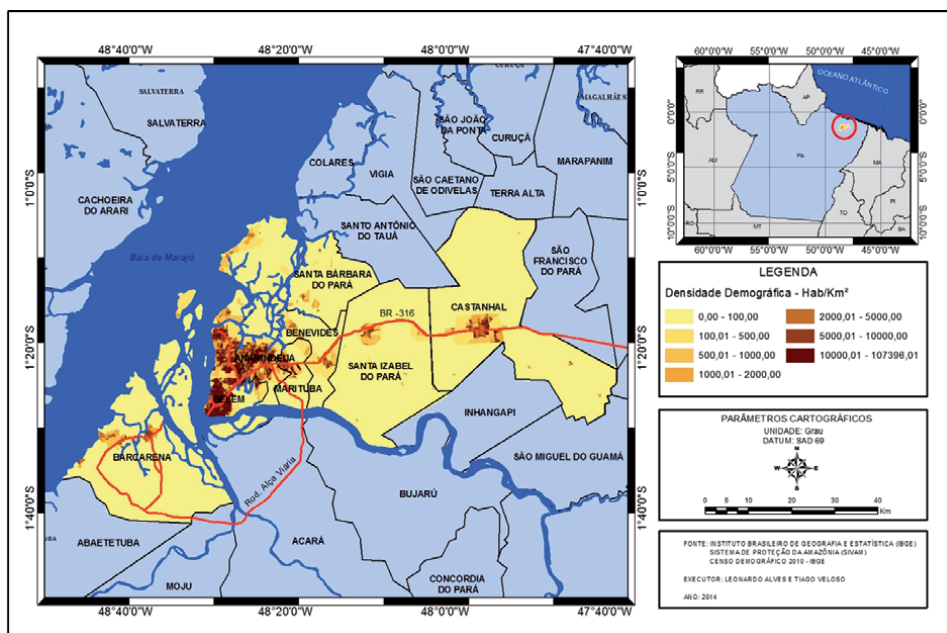 48°40'0"W 48°20'0"W 48°0'0"W 47°40'0"W
SALVATERRA
SALVATERRA
CURUÇÁ
MAGALHÃES
SÃO JOÃO
DA PONTA
CURUÇÁ
COLARES
VIGIA
MARAPANIM
SÃO CAETANO
DE ODIVELAS
TERRA ALTA
CACHOEIRA
DO ARARI
SANTO ANTÔNIO
DO TAUÁ
SÃO
FRANCISCO
DO PARÁ
Baía de Marajó
SANTA BÁRBARA
DO PARÁ
CASTANHAL
BR -316
BENEVIDES
ANANINDEUA
SANTA IZABEL
DO PARÁ
MARITUBA
BELÉM
INHANGAPI
BARCARENA
SÃO MIGUEL DO GUAMÁ
Rod. Alça Viária
BUJARÚ
ABAETETUBA
ACARÁ
MOJU
CONCORDIA
DO PARÁ
48°40'0"W 48°20'0"W 48°0'0"W 47°40'0"W
1°0'0"S
1°20'0"S
1°40'0"S
1°0'0"S
1°20'0"S
1°40'0"S
60°0'0"W 55°0'0"W 50°0'0"W 45°0'0"W
OCEANO ATLÂNTICO
RR
AP
AM
PA
MA
PI
TO
RO
MT
BA
0°0'0"
5°0'0"S
10°0'0"S
0°0'0"
5°0'0"S
10°0'0"S
60°0'0"W 55°0'0"W 50°0'0"W 45°0'0"W
LEGENDA
Densidade Demográfica - Hab/Km²
0,00 - 100,00
100,01 - 500,00
500,01 - 1000,00
1000,01 - 2000,00
2000,01 - 5000,00
5000,01 - 10000,00
10000,01 - 107396,01
PARÂMETROS CARTOGRÁFICOS
UNIDADE: Grau
DATUM: SAD 69
N
W E
S
0 5 10 20 30 40
Km
FONTE: INSTITUTO BRASILEIRO DE GEOGRAFIA E ESTATÍSTICA (IBGE)
SISTEMA DE PROTEÇÃO DA AMAZÔNIA (SIVAM)
CENSO DEMOGRÁFICO 2010 - IBGE
EXECUTOR: LEONARDO ALVES E TIAGO VELOSO
ANO: 2014